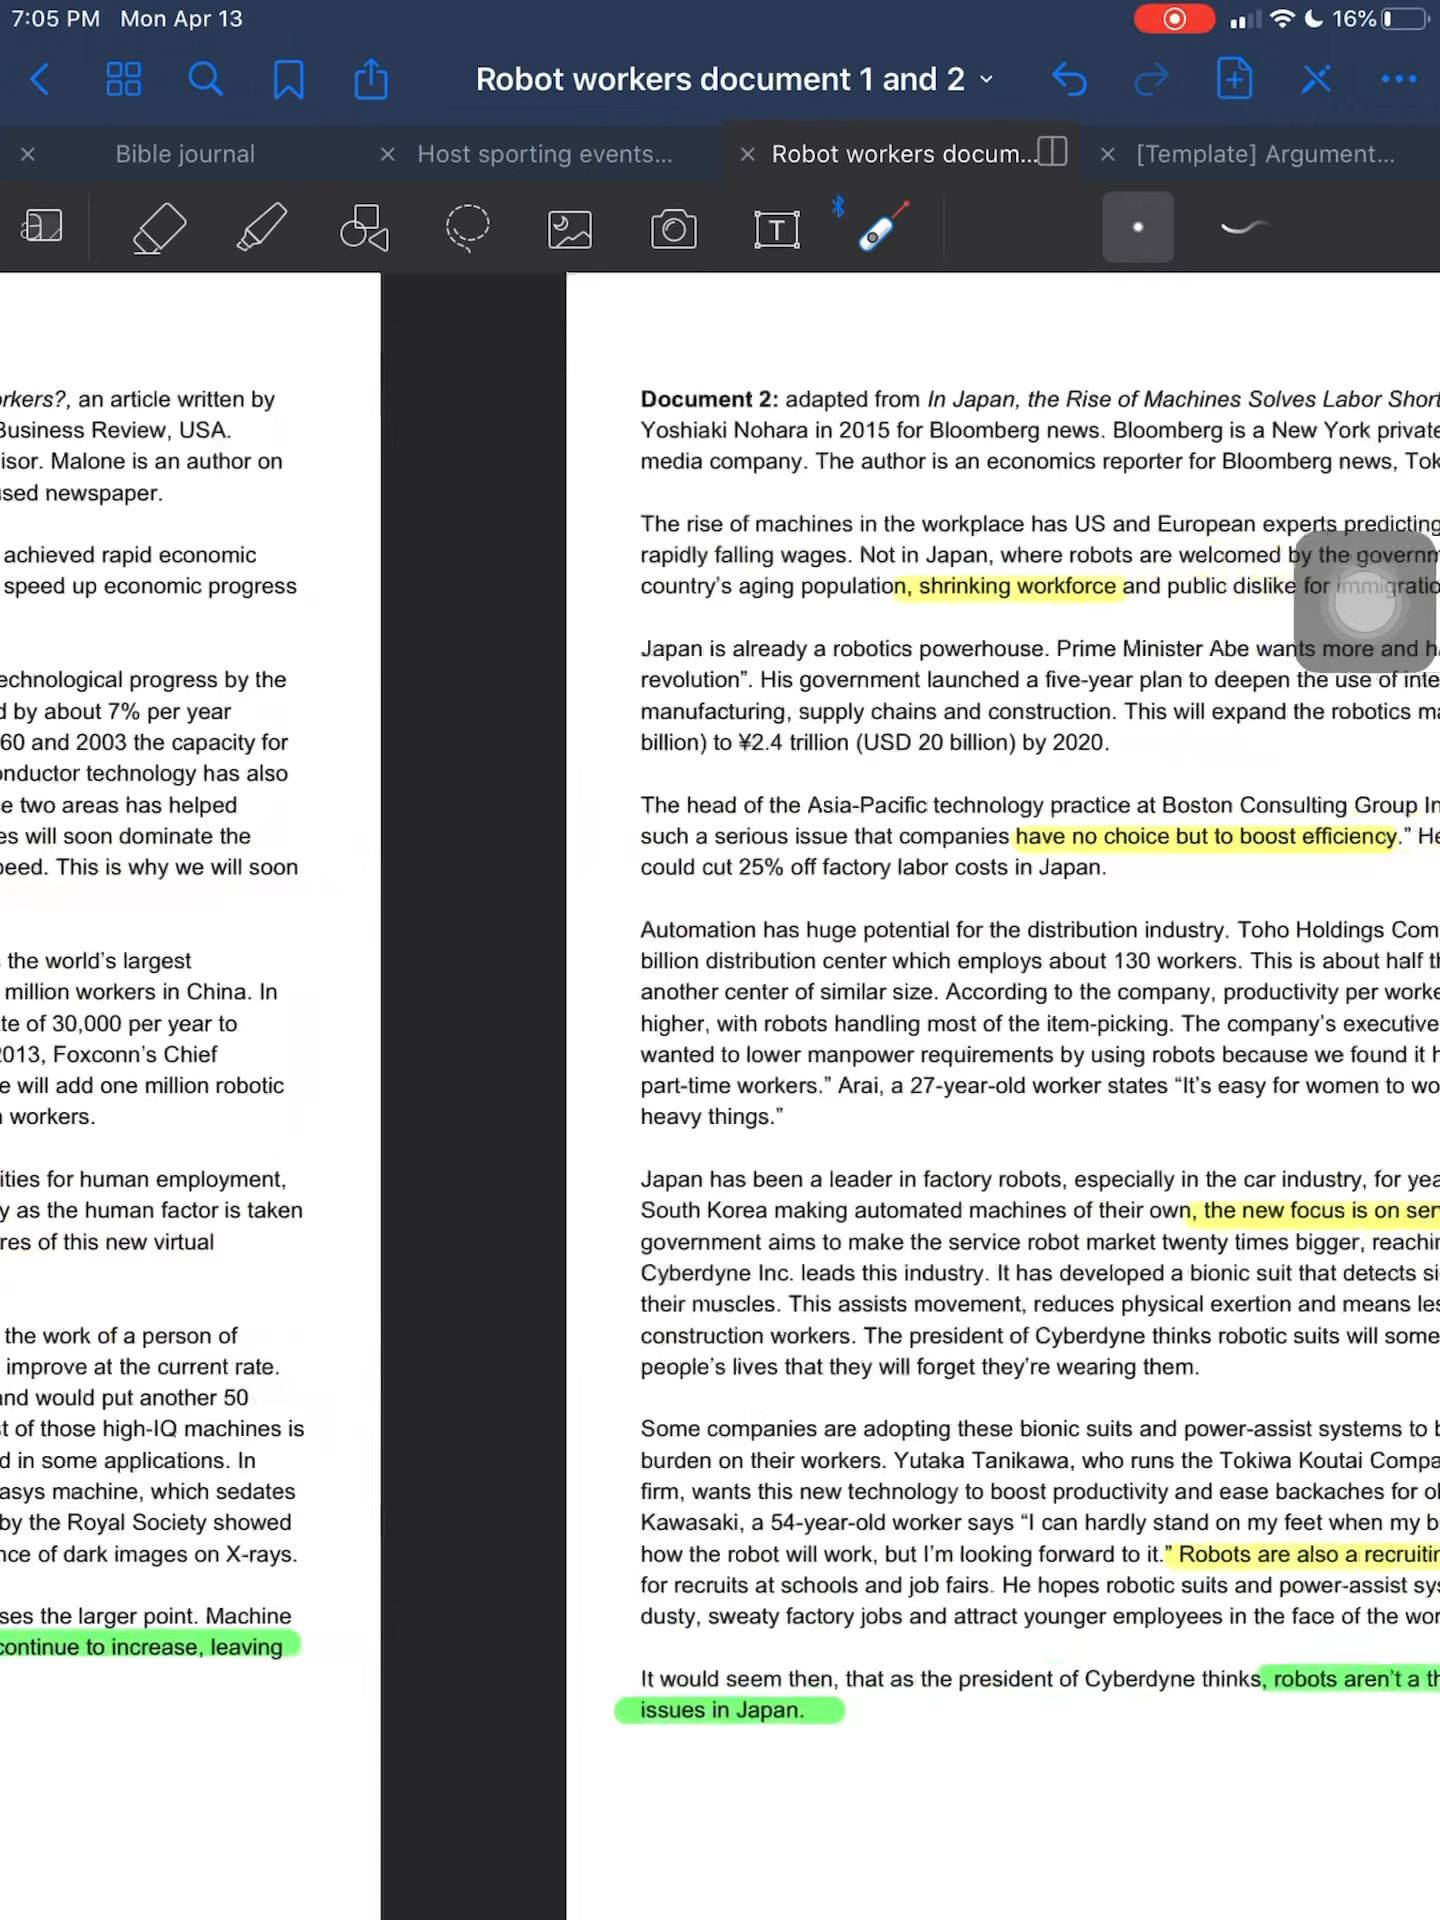 7:05 PM Mon Apr 13
16%
Robot workers document 1 and 2
Bible journal
Host sporting events...
Robot workers docum...
[Template] Argument...
T
orkers?, an article written by
Business Review, USA.
isor. Malone is an author on
used newspaper.
achieved rapid economic
speed up economic progress
echnological progress by the
d by about 7% per year
60 and 2003 the capacity for
onductor technology has also
e two areas has helped
es will soon dominate the
peed. This is why we will soon
the world's largest
million workers in China. In
te of 30,000 per year to
2013, Foxconn's Chief
e will add one million robotic
workers.
ities for human employment,
y as the human factor is taken
res of this new virtual
the work of a person of
improve at the current rate.
and would put another 50
st of those high-IQ machines is
d in some applications. In
asys machine, which sedates
by the Royal Society showed
nce of dark images on X-rays.
ses the larger point. Machine
continue to increase, leaving
Document 2: adapted from In Japan, the Rise of Machines Solves Labor Short
Yoshiaki Nohara in 2015 for Bloomberg news. Bloomberg is a New York private
media company. The author is an economics reporter for Bloomberg news, Tok
The rise of machines in the workplace has US and European experts predicting
rapidly falling wages. Not in Japan, where robots are welcomed by the governm
country's aging population, shrinking workforce and public dislike for immigratio
Japan is already a robotics powerhouse. Prime Minister Abe wants more and h
revolution”. His government launched a five-year plan to deepen the use of inte
manufacturing, supply chains and construction. This will expand the robotics ma
billion) to ¥2.4 trillion (USD 20 billion) by 2020.
The head of the Asia-Pacific technology practice at Boston Consulting Group In
such a serious issue that companies have no choice but to boost efficiency.” He
could cut 25% off factory labor costs in Japan.
Automation has huge potential for the distribution industry. Toho Holdings Com
billion distribution center which employs about 130 workers. This is about half th
another center of similar size. According to the company, productivity per worke
higher, with robots handling most of the item-picking. The company's executive
wanted to lower manpower requirements by using robots because we found it h
part-time workers.” Arai, a 27-year-old worker states “It's easy for women to wo
heavy things.”
Japan has been a leader in factory robots, especially in the car industry, for yea
South Korea making automated machines of their own, the new focus is on ser
government aims to make the service robot market twenty times bigger, reachin
Cyberdyne Inc. leads this industry. It has developed a bionic suit that detects si
their muscles. This assists movement, reduces physical exertion and means les
construction workers. The president of Cyberdyne thinks robotic suits will some
people's lives that they will forget they're wearing them.
Some companies are adopting these bionic suits and power-assist systems to b
burden on their workers. Yutaka Tanikawa, who runs the Tokiwa Koutai Compa
firm, wants this new technology to boost productivity and ease backaches for ol
Kawasaki, a 54-year-old worker says “I can hardly stand on my feet when my b
how the robot will work, but I'm looking forward to it.” Robots are also a recruitin
for recruits at schools and job fairs. He hopes robotic suits and power-assist sys
dusty, sweaty factory jobs and attract younger employees in the face of the wor
It would seem then, that as the president of Cyberdyne thinks, robots aren't a th
issues in Japan.